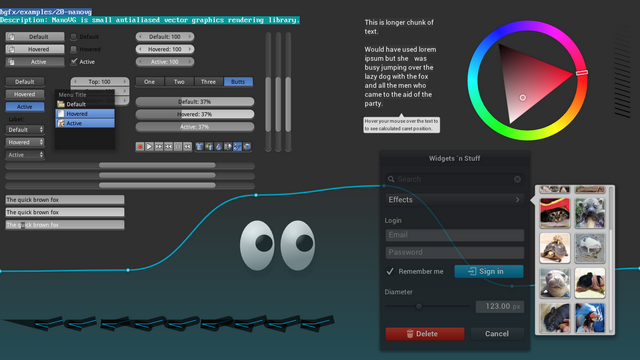 bgfx/examples/20-nanovg
Description: NanoVG is small antialiased vector graphics rendering library.
Default
Hovered
Active
Default
Hovered
Active
Default: 100
Hovered: 100
Active: 100
Default
Hovered
Active
Label:
Default
Hovered
Active
Top: 100
Menu Title
Default
Hovered
Active
One
Two
Three
Butts
Default: 37%
Hovered: 37%
Active: 37%
The quick brown fox
The quick brown fox
The quick brown fox
This is longer chunk of
text.
Would have used lorem
ipsum but she was
busy jumping over the
lazy dog with the fox
and all the men who
came to the aid of the
party.
Hover your mouse over the text to
to see calculated caret position.
Widgets `n Stuff
Search
Effects
Login
Email
Password
Remember me
Sign in
Diameter
123.00 px
Delete
Cancel